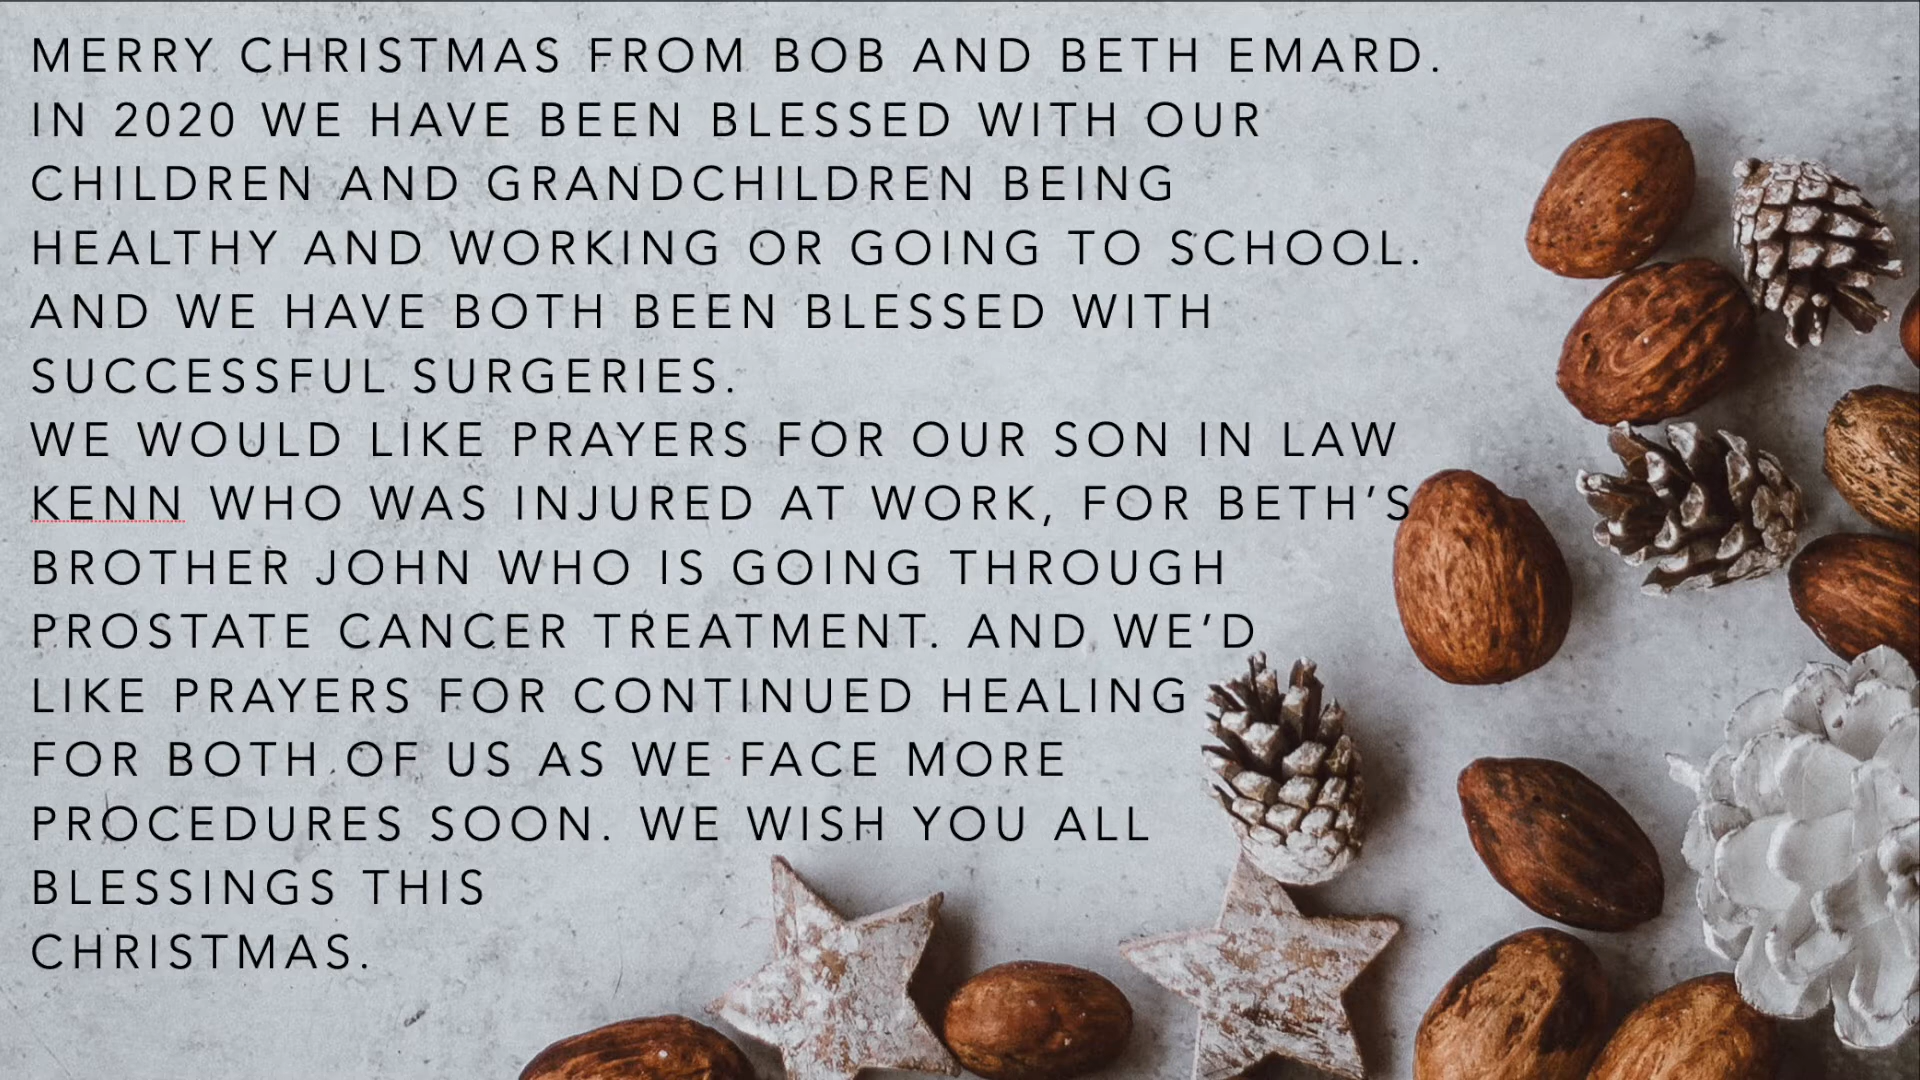 MERRY CHRISTMAS FROM BOB AND BETH EMARD.
IN 2020 WE HAVE BEEN BLESSED WITH OUR
CHILDREN AND GRANDCHILDREN BEING
HEALTHY AND WORKING OR GOING TO SCHOOL.
AND WE HAVE BOTH BEEN BLESSED WITH
SUCCESSFUL SURGERIES.
WE WOULD LIKE PRAYERS FOR OUR SON IN LAW
KENN WHO WAS INJURED AT WORK, FOR BETH’S
BROTHER JOHN WHO IS GOING THROUGH
PROSTATE CANCER TREATMENT. AND WE’D
LIKE PRAYERS FOR CONTINUED HEALING
FOR BOTH OF US AS WE FACE MORE
PROCEDURES SOON. WE WISH YOU ALL
BLESSINGS THIS
CHRISTMAS.